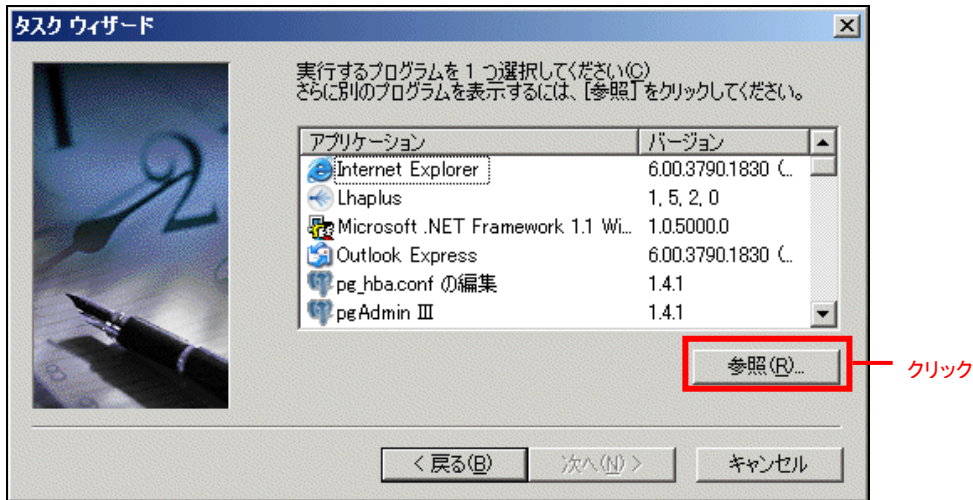 タスク ウィザード
実行するプログラムを 1 つ選択してください(C)
さらに別のプログラムを表示するには、[参照] をクリックしてください。
アプリケーション バージョン
Internet Explorer 6.00.3790.1830 (...
Lhaplus 1, 5, 2, 0
Microsoft .NET Framework 1.1 Wi... 1.0.5000.0
Outlook Express 6.00.3790.1830 (...
pg_hba.conf の編集 1.4.1
pgAdmin III 1.4.1
参照(R)...
クリック
< 戻る(B) 次へ(N) > キャンセル